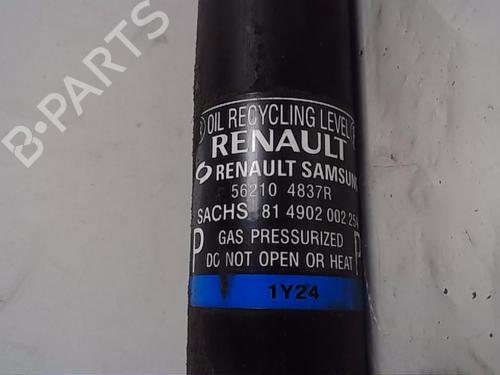 B-PARTS
OIL RECYCLING LEVEL
RENAULT
RENAULT SAMSUN
56210 4837R
SACHS 81 4902 002 254
P GAS PRESSURIZED P
DO NOT OPEN OR HEAT
1Y24